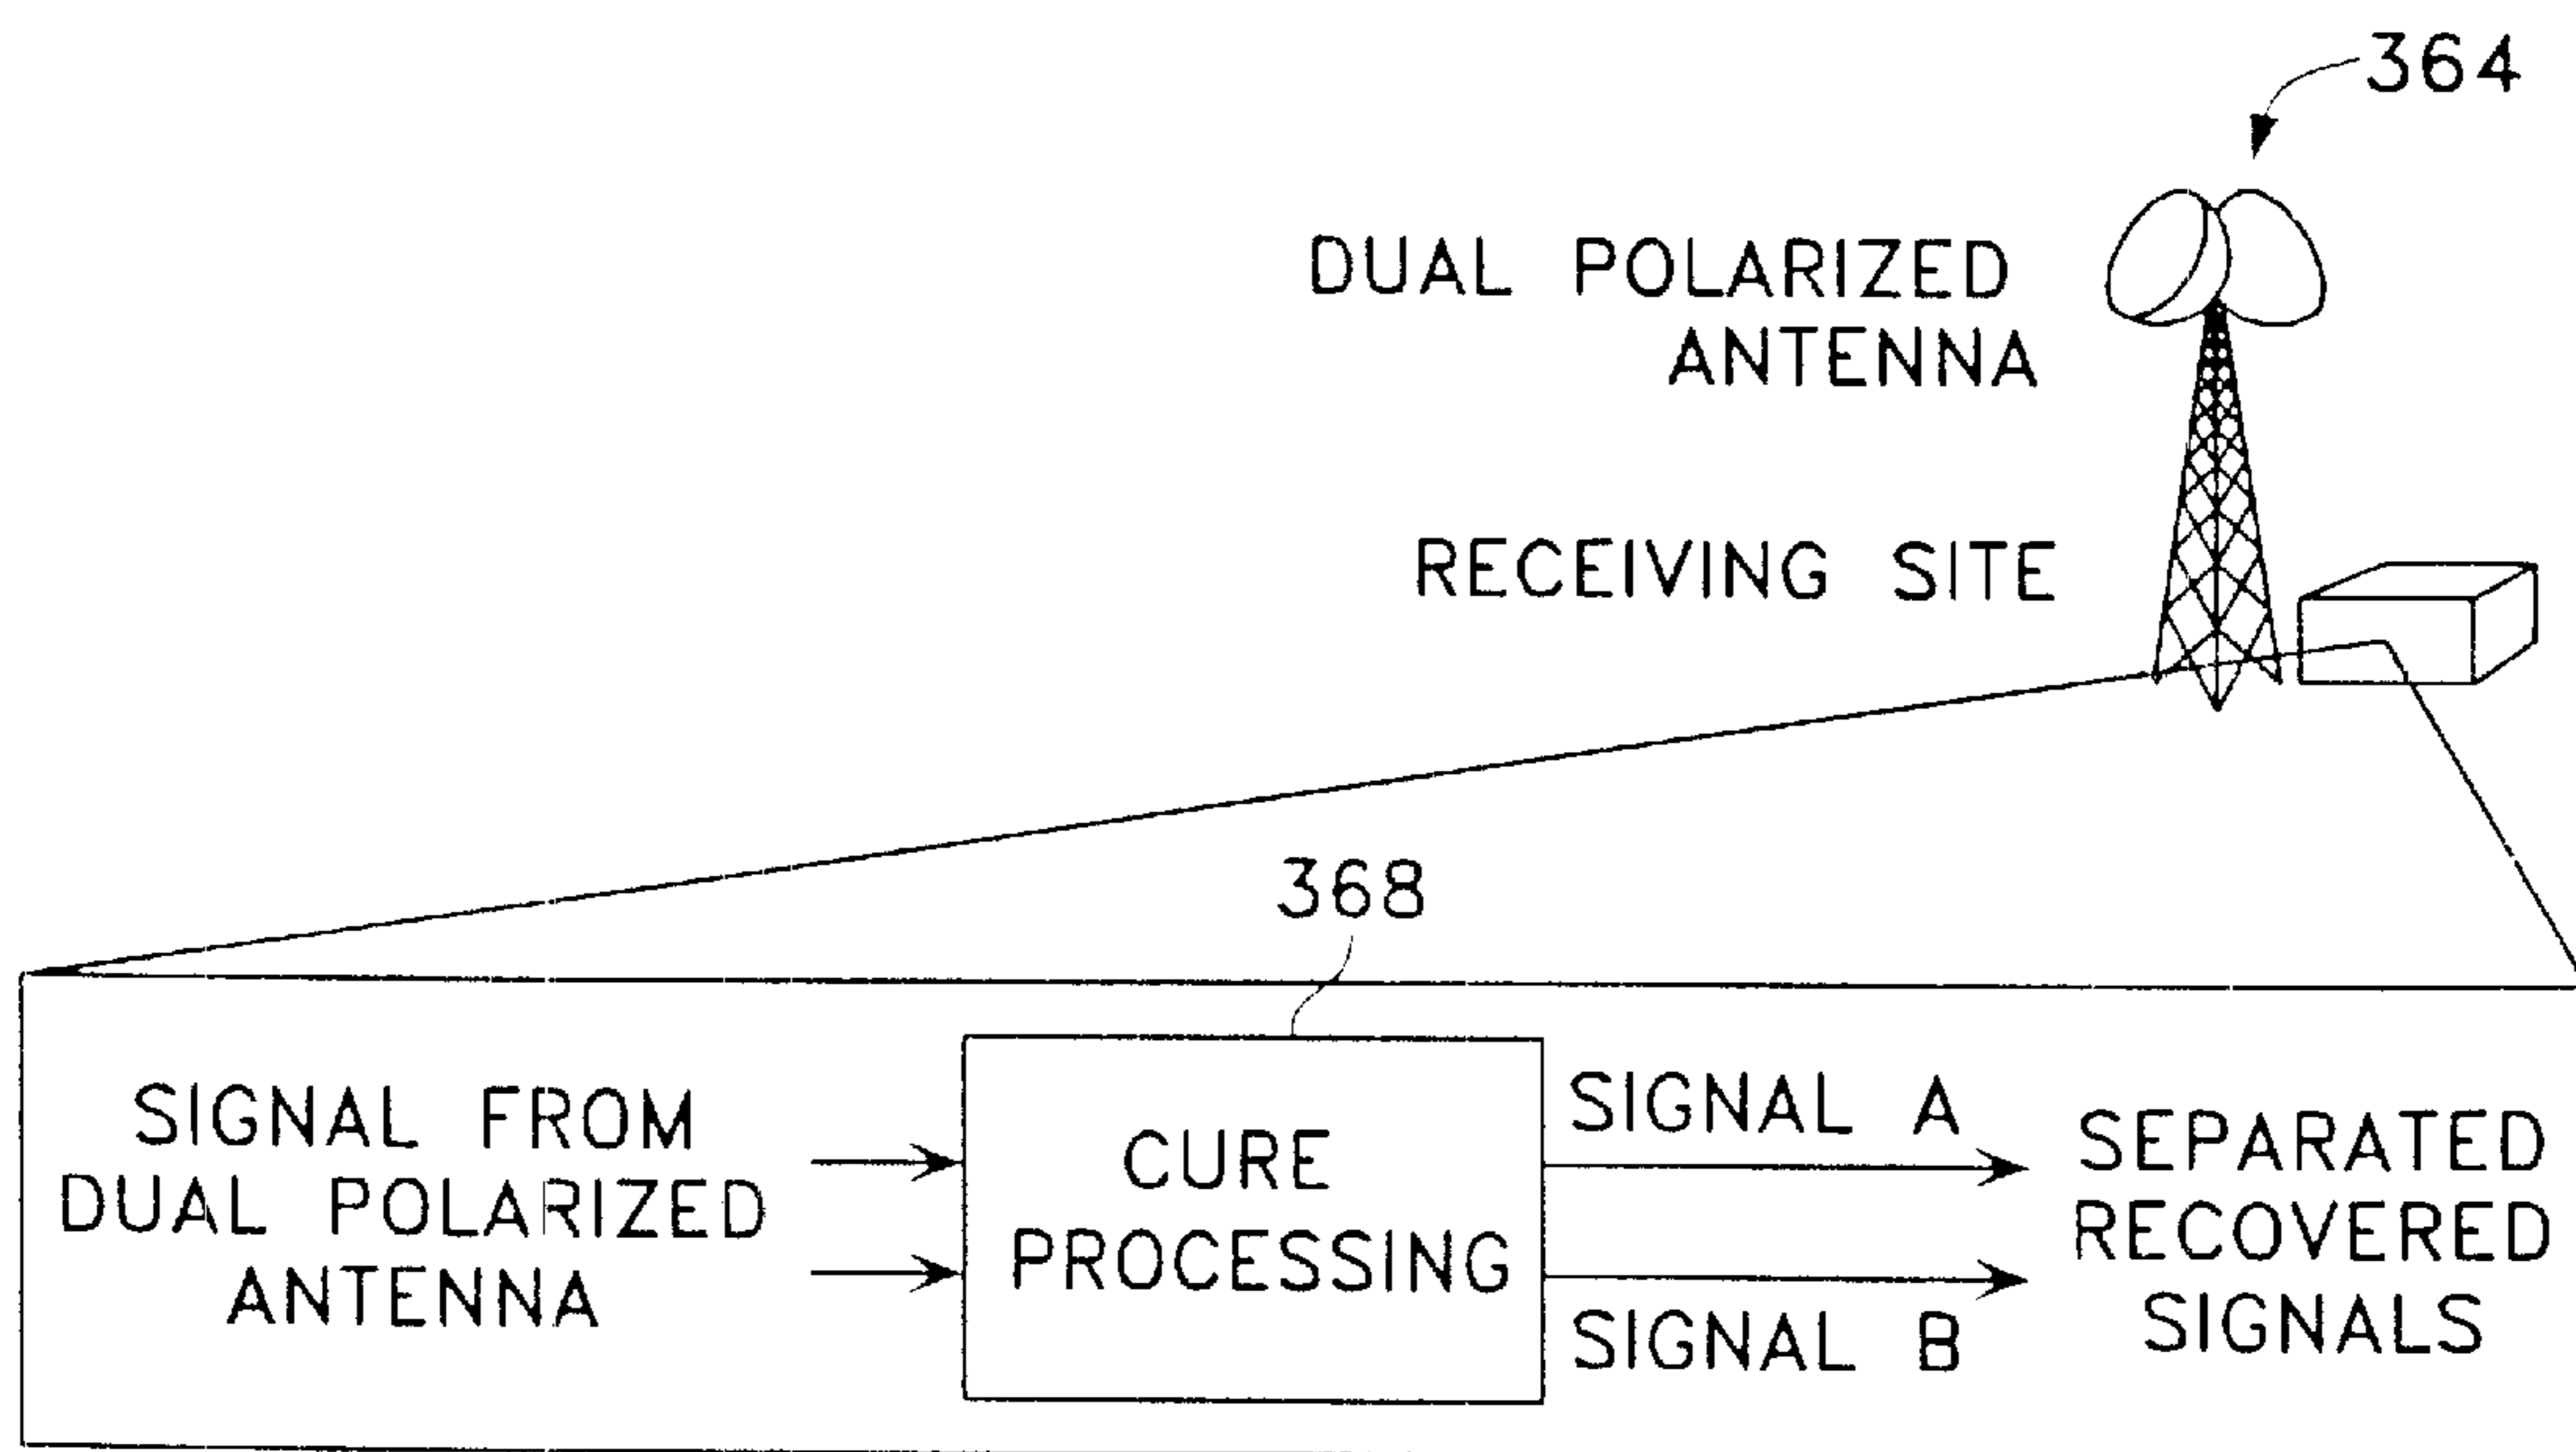 364
DUAL POLARIZED
ANTENNA
RECEIVING SITE
368
SIGNAL FROM
DUAL POLARIZED
ANTENNA
CURE
PROCESSING
SIGNAL A
SIGNAL B
SEPARATED
RECOVERED
SIGNALS